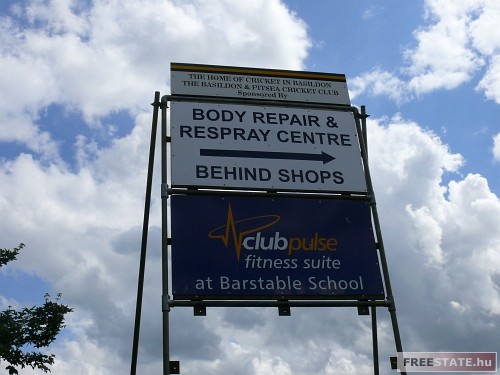 THE HOME OF CRICKET IN BASILDON
THE BASILDON & PITSEA CRICKET CLUB
Sponsored By
BODY REPAIR &
RESPRAY CENTRE
BEHIND SHOPS
clubpulse
fitness suite
at Barstable School
FREESTATE.hu